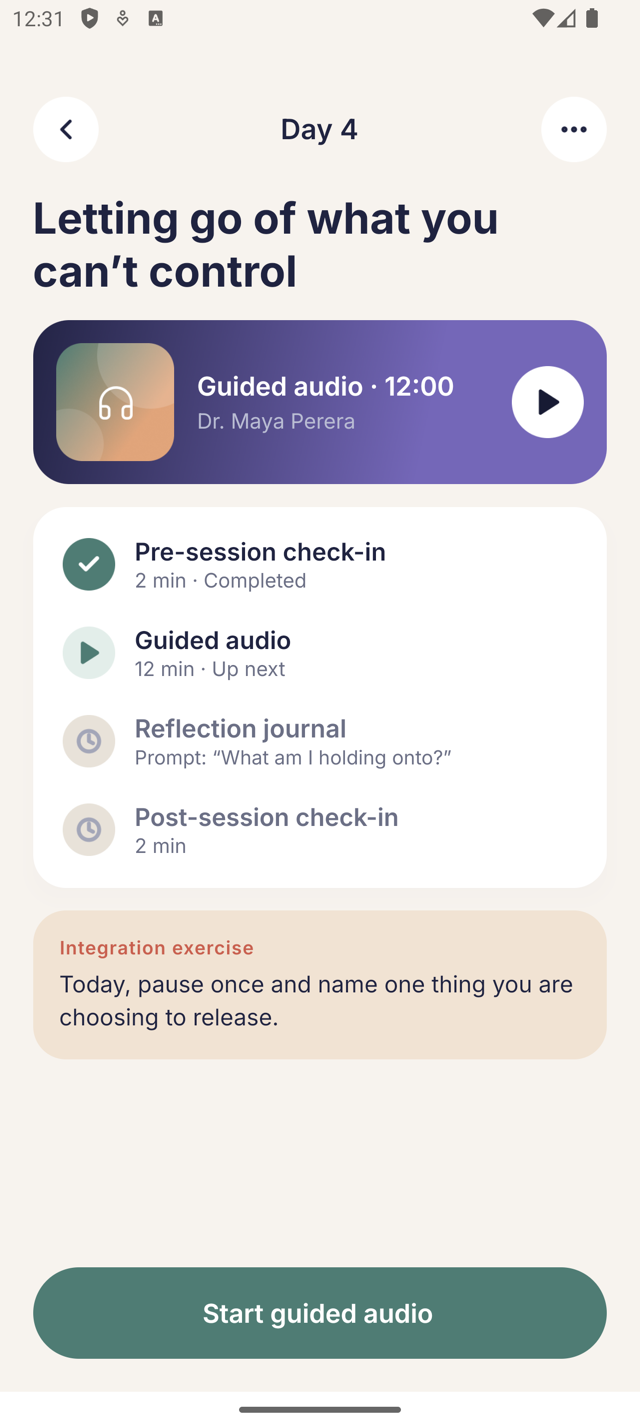 12:31
Day 4
Letting go of what you
can’t control
Guided audio · 12:00
Dr. Maya Perera
Pre-session check-in
2 min · Completed
Guided audio
12 min · Up next
Reflection journal
Prompt: “What am I holding onto?”
Post-session check-in
2 min
Integration exercise
Today, pause once and name one thing you are
choosing to release.
Start guided audio